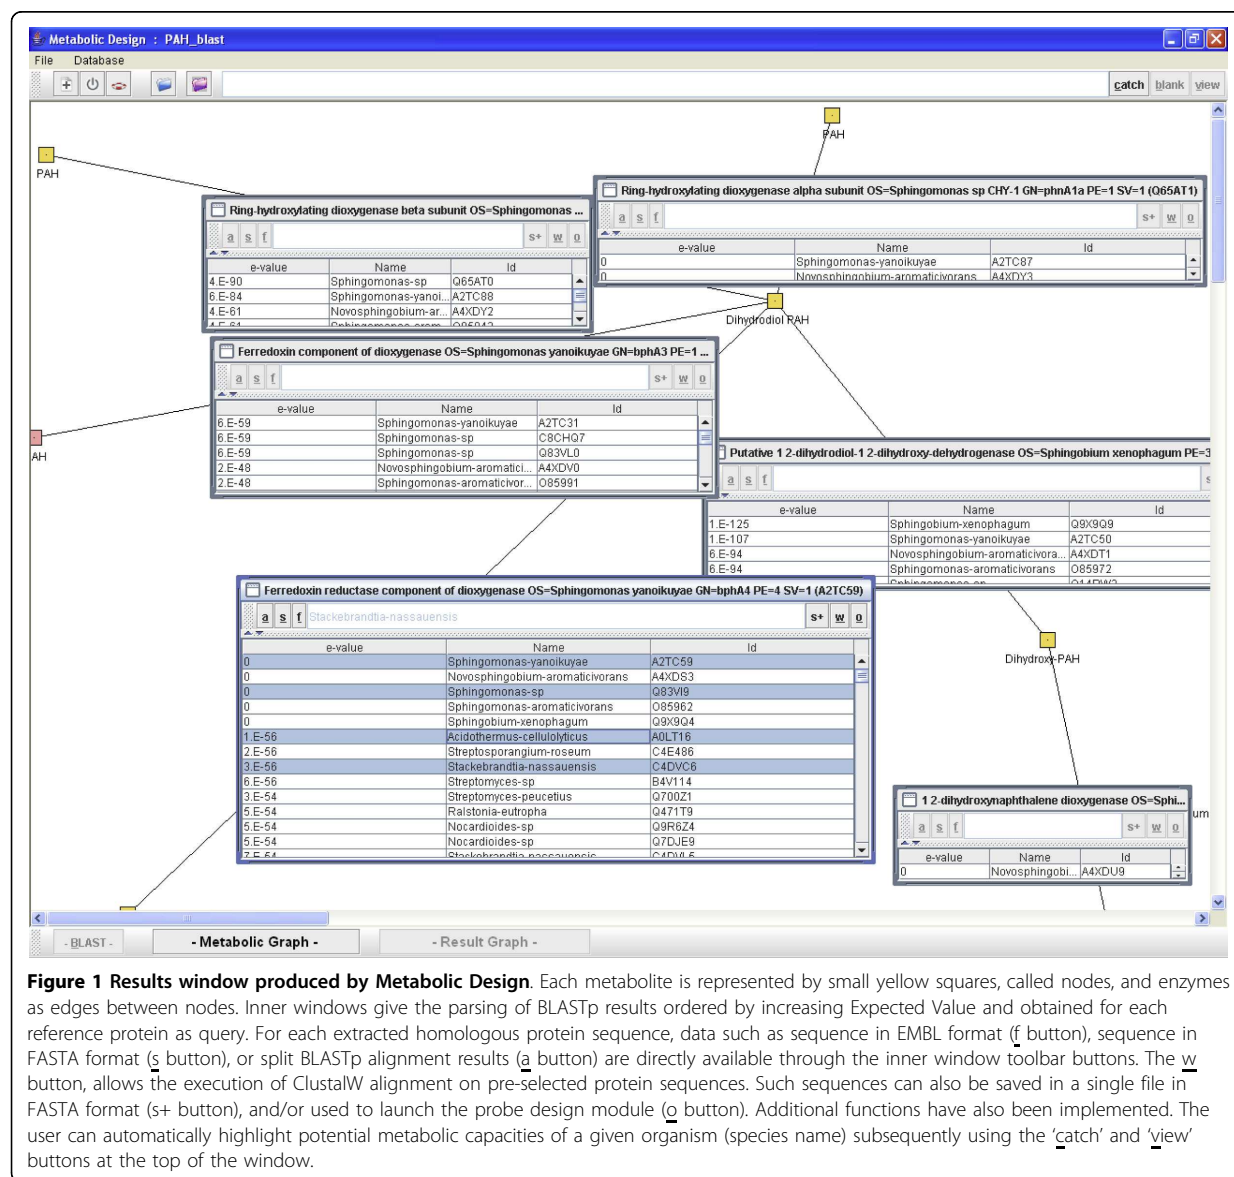 Metabolic Design : PAH_blast
File Database
catch blank view
PAH
PAH
Ring-hydroxylating dioxygenase alpha subunit OS=Sphingomonas sp CHY-1 GN=phnA1a PE=1 SV=1 (Q65AT1)
a s f s+ w o
e-value Name Id
0 Sphingomonas-yanoikuyae A2TC87
0 Novosphingobium-aromaticivorans A4XDY3
Ring-hydroxylating dioxygenase beta subunit OS=Sphingomonas ...
a s f s+ w o
e-value Name Id
4.E-90 Sphingomonas-sp Q65AT0
6.E-84 Sphingomonas-yanoi... A2TC88
4.E-61 Novosphingobium-ar... A4XDY2
4.E-61 Sphingomonas-arom... O85943
Dihydrodiol PAH
Ferredoxin component of dioxygenase OS=Sphingomonas yanoikuyae GN=bphA3 PE=1 ...
a s f s+ w o
e-value Name Id
6.E-59 Sphingomonas-yanoikuyae A2TC31
6.E-59 Sphingomonas-sp C8CHQ7
6.E-59 Sphingomonas-sp Q83VL0
2.E-48 Novosphingobium-aromatici... A4XDV0
2.E-48 Sphingomonas-aromaticivor... O85991
AH
Putative 1 2-dihydrodiol-1 2-dihydroxy-dehydrogenase OS=Sphingobium xenophagum PE=3
a s f s
e-value Name Id
1.E-125 Sphingobium-xenophagum Q9X9Q9
1.E-107 Sphingomonas-yanoikuyae A2TC50
6.E-94 Novosphingobium-aromaticivora... A4XDT1
6.E-94 Sphingomonas-aromaticivorans O85972
Sphingomonas-sp
Ferredoxin reductase component of dioxygenase OS=Sphingomonas yanoikuyae GN=bphA4 PE=4 SV=1 (A2TC59)
a s f Stackebrandtia-nassauensis s+ w o
e-value Name Id
0 Sphingomonas-yanoikuyae A2TC59
0 Novosphingobium-aromaticivorans A4XDS3
0 Sphingomonas-sp Q83VI9
0 Sphingomonas-aromaticivorans O85962
0 Sphingobium-xenophagum Q9X9Q4
1.E-56 Acidothermus-cellulolyticus A0LT16
2.E-56 Streptosporangium-roseum C4E486
3.E-56 Stackebrandtia-nassauensis C4DVC6
6.E-56 Streptomyces-sp B4V114
3.E-54 Streptomyces-peucetius Q700Z1
5.E-54 Ralstonia-eutropha Q471T9
5.E-54 Nocardioides-sp Q9R6Z4
5.E-54 Nocardioides-sp Q7DJE9
7.E-54 Stackebrandtia-nassauensis C4DVL5
Dihydroxy-PAH
1 2-dihydroxynaphthalene dioxygenase OS=Sphi...
um
a s f s+ w o
e-value Name Id
0 Novosphingobi... A4XDU9
- BLAST - - Metabolic Graph - - Result Graph -
Figure 1 Results window produced by Metabolic Design. Each metabolite is represented by small yellow squares, called nodes, and enzymes
as edges between nodes. Inner windows give the parsing of BLASTp results ordered by increasing Expected Value and obtained for each
reference protein as query. For each extracted homologous protein sequence, data such as sequence in EMBL format (f button), sequence in
FASTA format (s button), or split BLASTp alignment results (a button) are directly available through the inner window toolbar buttons. The w
button, allows the execution of ClustalW alignment on pre-selected protein sequences. Such sequences can also be saved in a single file in
FASTA format (s+ button), and/or used to launch the probe design module (o button). Additional functions have also been implemented. The
user can automatically highlight potential metabolic capacities of a given organism (species name) subsequently using the 'catch' and 'view'
buttons at the top of the window.